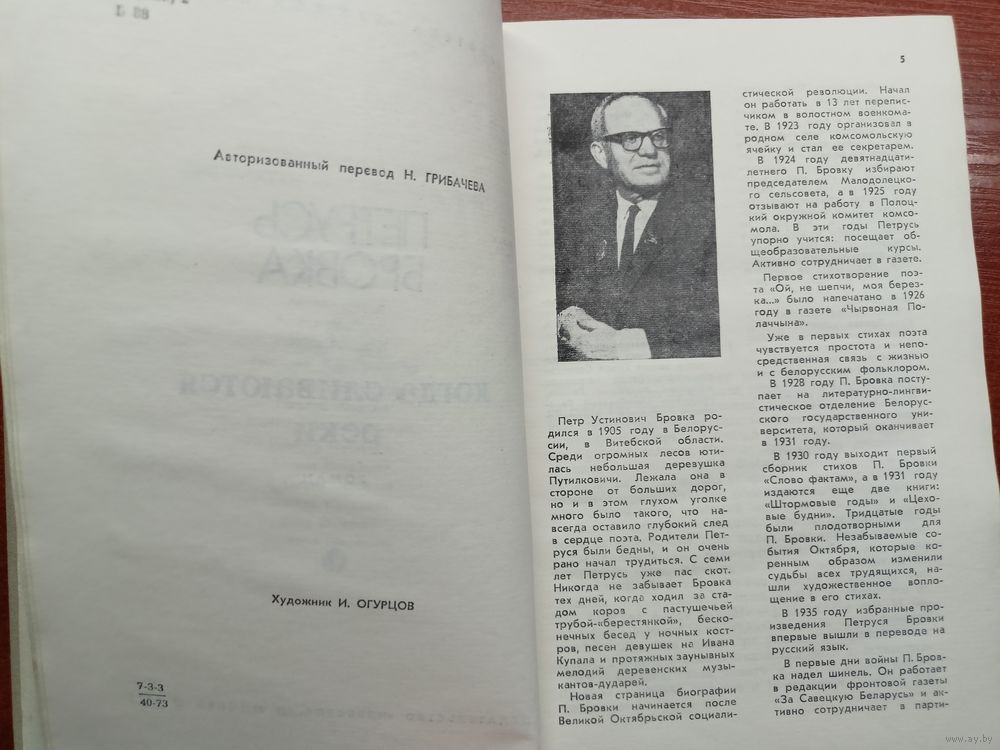 Д 88
Авторизованный перевод Н. ГРИБАЧЕВА
Художник И. ОГУРЦОВ
7-3-3
40-73
5
Петр Устинович Бровка ро-
дился в 1905 году в Белорус-
сии, в Витебской области.
Среди огромных лесов юти-
лась небольшая деревушка
Путилковичи. Лежала она в
стороне от больших дорог,
но и в этом глухом уголке
много было такого, что на-
всегда оставило глубокий след
в сердце поэта. Родители Пет-
руся были бедны, и он очень
рано начал трудиться. С семи
лет Петрусь уже пас скот.
Никогда не забывает Бровка
тех дней, когда ходил за ста-
дом коров с пастушечьей
трубой-«берестянкой», беско-
нечных бесед у ночных кост-
ров, песен девушек на Ивана
Купала и протяжных заунывных
мелодий деревенских музы-
кантов-дударей.
Новая страница биографии
П. Бровки начинается после
Великой Октябрьской социали-
стической революции. Начал
он работать в 13 лет перепис-
чиком в волостном военкома-
те. В 1923 году организовал в
родном селе комсомольскую
ячейку и стал ее секретарем.
В 1924 году девятнадцати-
летнего П. Бровку избирают
председателем Малодолецко-
го сельсовета, а в 1925 году
отзывают на работу в Полоц-
кий окружной комитет комсо-
мола. В эти годы Петрусь
упорно учится: посещает об-
щеобразовательные курсы.
Активно сотрудничает в газете.
Первое стихотворение поэ-
та «Ой, не шепчи, моя берез-
ка...» было напечатано в 1926
году в газете «Чырвоная По-
лаччына».
Уже в первых стихах поэта
чувствуется простота и непо-
средственная связь с жизнью
и с белорусским фольклором.
В 1928 году П. Бровка посту-
пает на литературно-лингви-
стическое отделение Белорус-
ского государственного уни-
верситета, который оканчивает
в 1931 году.
В 1930 году выходит первый
сборник стихов П. Бровки
«Слово фактам», а в 1931 году
издаются еще две книги:
«Штормовые годы» и «Цехо-
вые будни». Тридцатые годы
были плодотворными для
П. Бровки. Незабываемые со-
бытия Октября, которые ко-
ренным образом изменили
судьбы всех трудящихся, на-
шли художественное вопло-
щение в его стихах.
В 1935 году избранные про-
изведения Петруся Бровки
впервые вышли в переводе на
русский язык.
В первые дни войны П. Бров-
ка надел шинель. Он работает
в редакции фронтовой газеты
«За Савецкую Беларусь» и ак-
тивно сотрудничает в парти-
www.ay.by